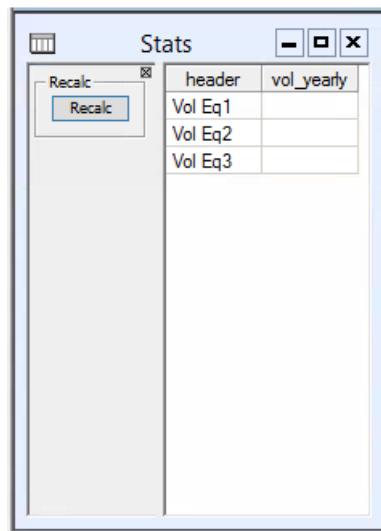 Stats
Recalc
Recalc
header vol_yearly
Vol Eq1
Vol Eq2
Vol Eq3